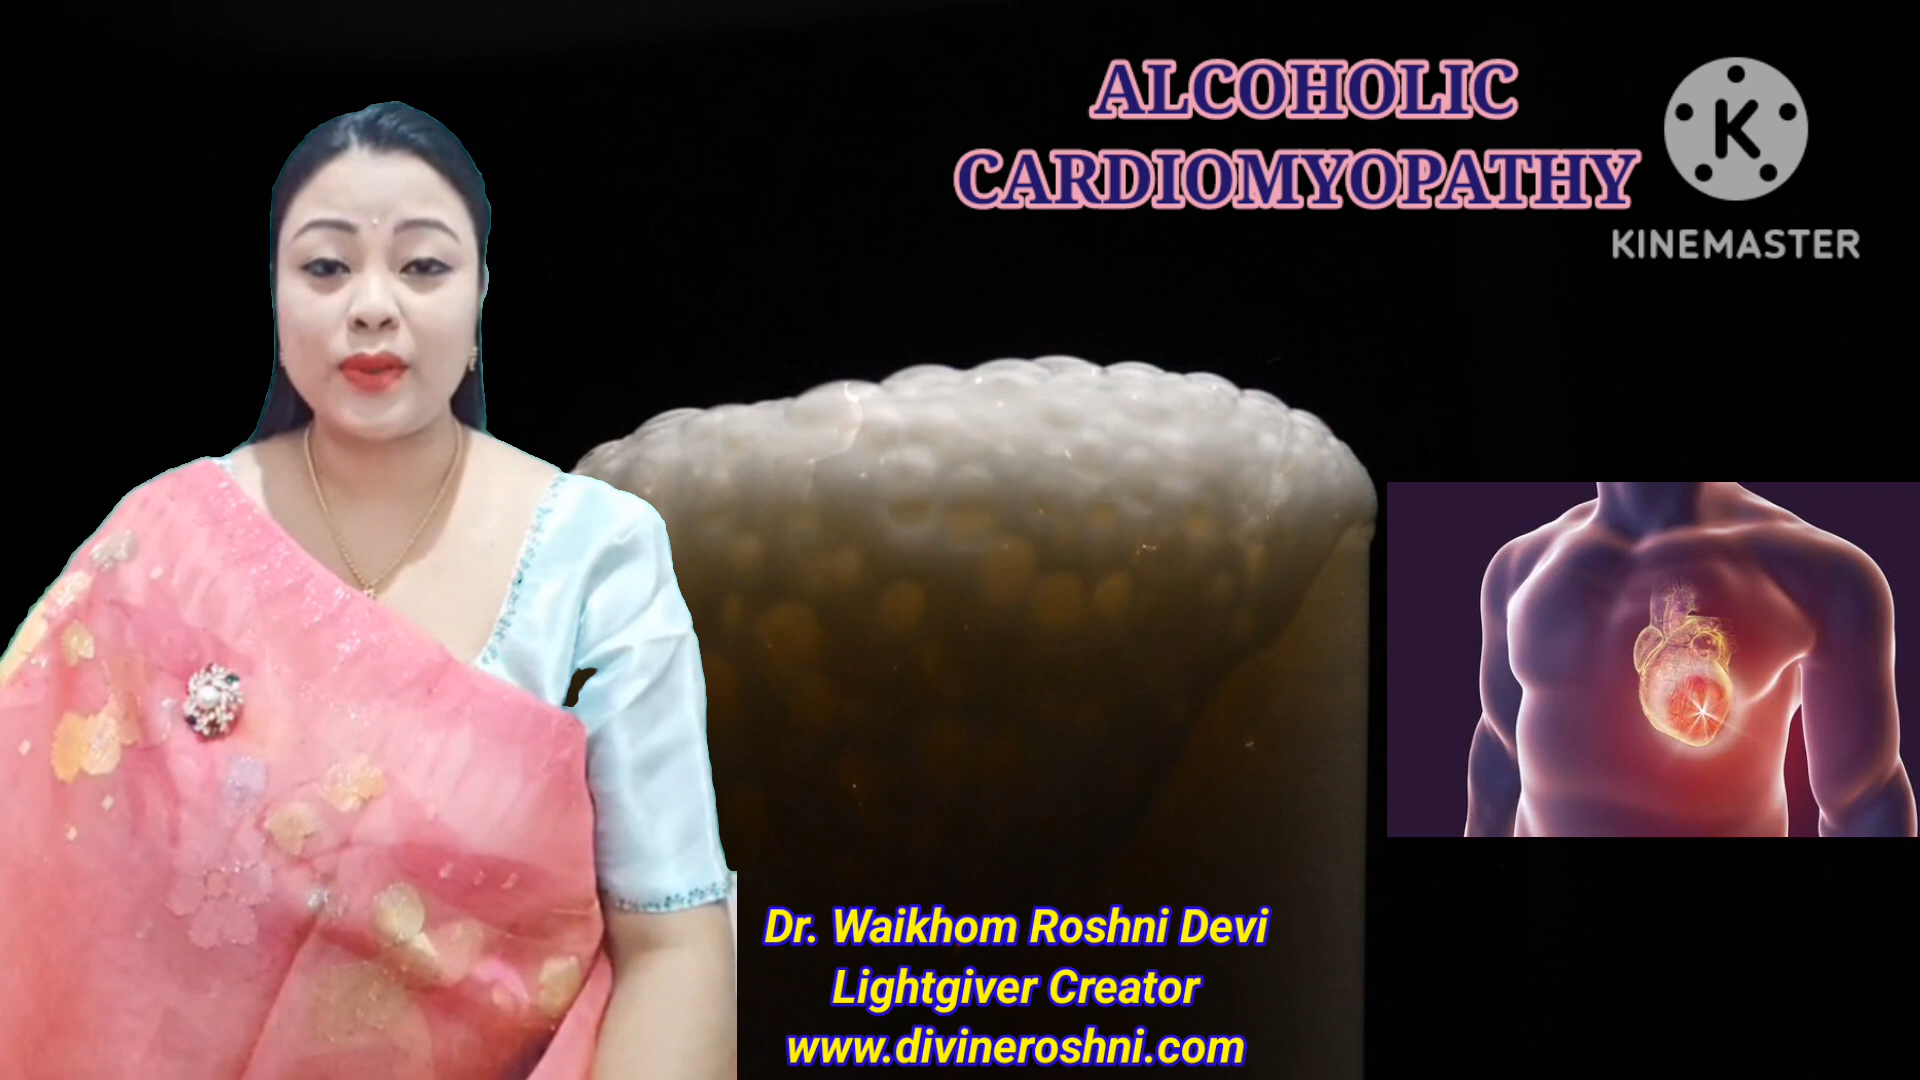 ALCOHOLIC
CARDIOMYOPATHY
K
KINEMASTER
Dr. Waikhom Roshni Devi
Lightgiver Creator
www.divineroshni.com